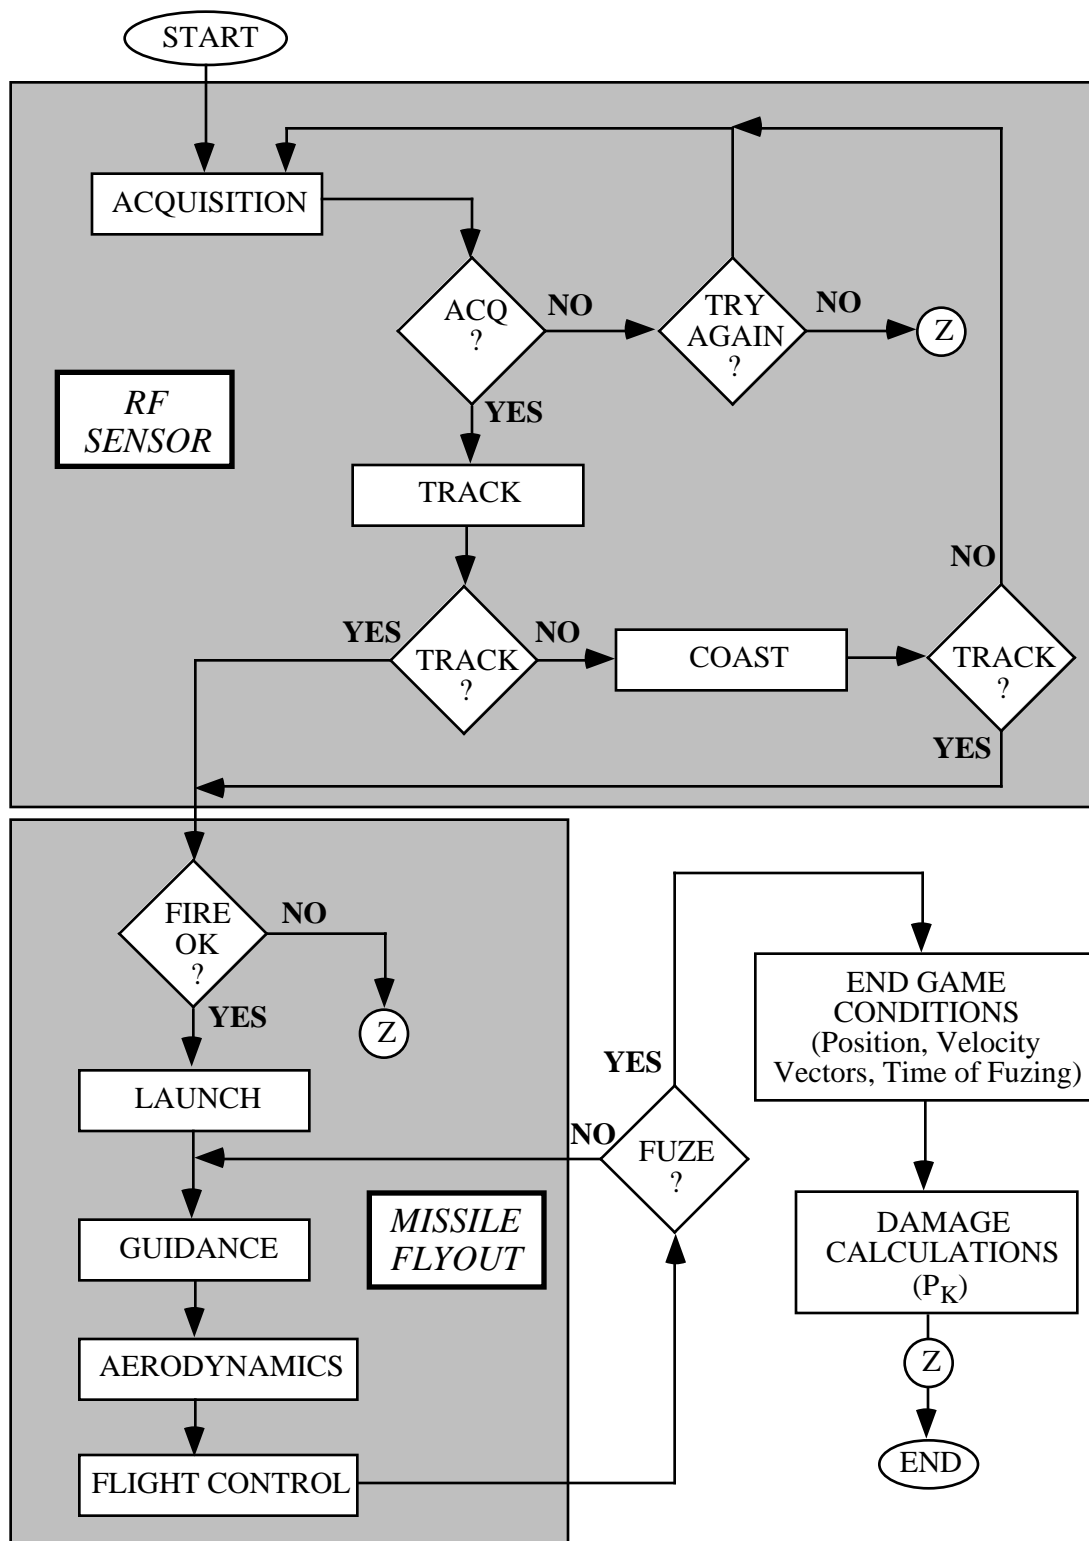 START
ACQUISITION
ACQ
?
NO
TRY
AGAIN
?
NO
Z
RF
SENSOR
YES
TRACK
NO
YES
TRACK
?
NO
COAST
TRACK
?
YES
FIRE
OK
?
NO
Z
YES
LAUNCH
GUIDANCE
AERODYNAMICS
FLIGHT CONTROL
MISSILE
FLYOUT
NO
FUZE
?
YES
END GAME
CONDITIONS
(Position, Velocity
Vectors, Time of Fuzing)
DAMAGE
CALCULATIONS
(PK)
Z
END